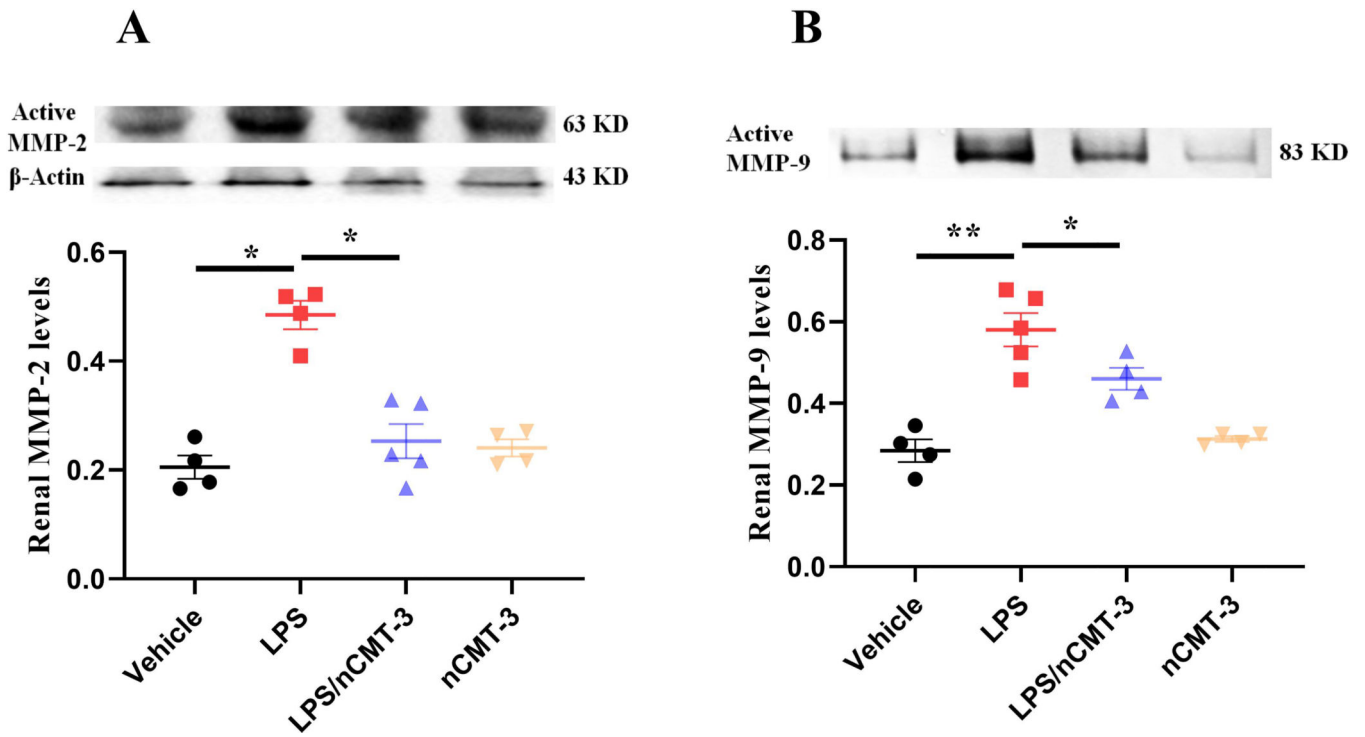 A
Active
MMP-2
63 KD
β-Actin
43 KD
*
*
0.6
0.4
0.2
0.0
Renal MMP-2 levels
Vehicle
LPS
LPS/nCMT-3
nCMT-3
B
Active
MMP-9
83 KD
**
*
0.8
0.6
0.4
0.2
0.0
Renal MMP-9 levels
Vehicle
LPS
LPS/nCMT-3
nCMT-3